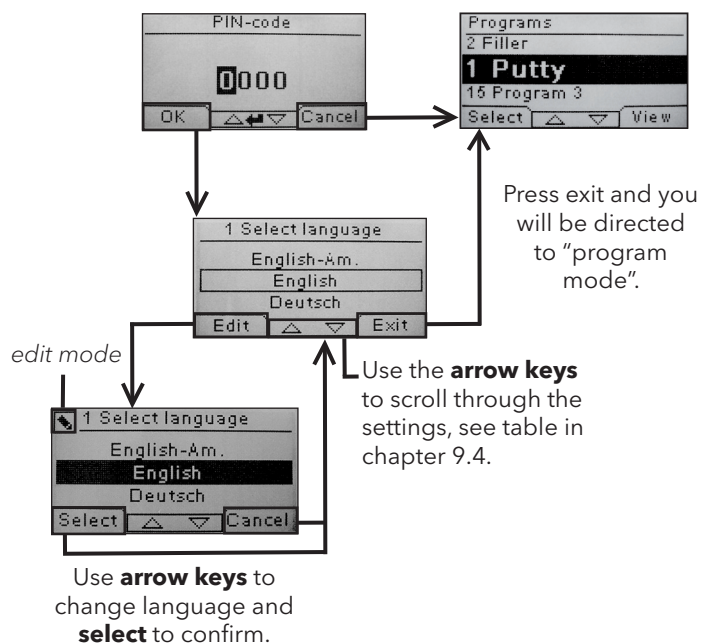 PIN-code
0000
OK
Cancel
Programs
2 Filler
1 Putty
15 Program 3
Select
View
Press exit and you
will be directed
to “program
mode”.
1 Select language
English-Am.
English
Deutsch
Edit
Exit
edit mode
Use the arrow keys
to scroll through the
settings, see table in
chapter 9.4.
1 Select language
English-Am.
English
Deutsch
Select
Cancel
Use arrow keys to
change language and
select to confirm.